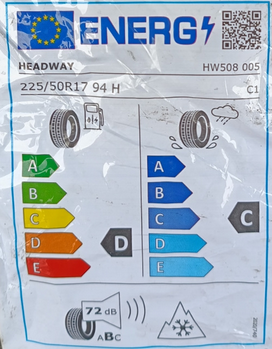 ENERG
HEADWAY HW508 005
225/50R17 94 H C1
A A
B B
C C C
D D D
E E
72 dB
ABC